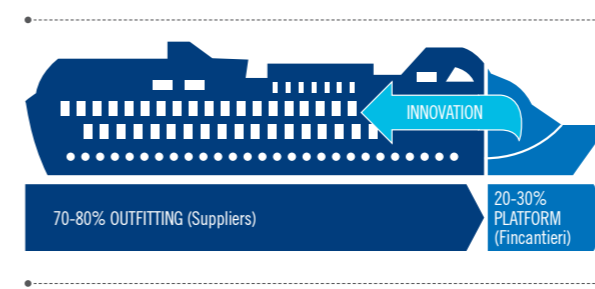 INNOVATION
70-80% OUTFITTING (Suppliers)
20-30%
PLATFORM
(Fincantieri)